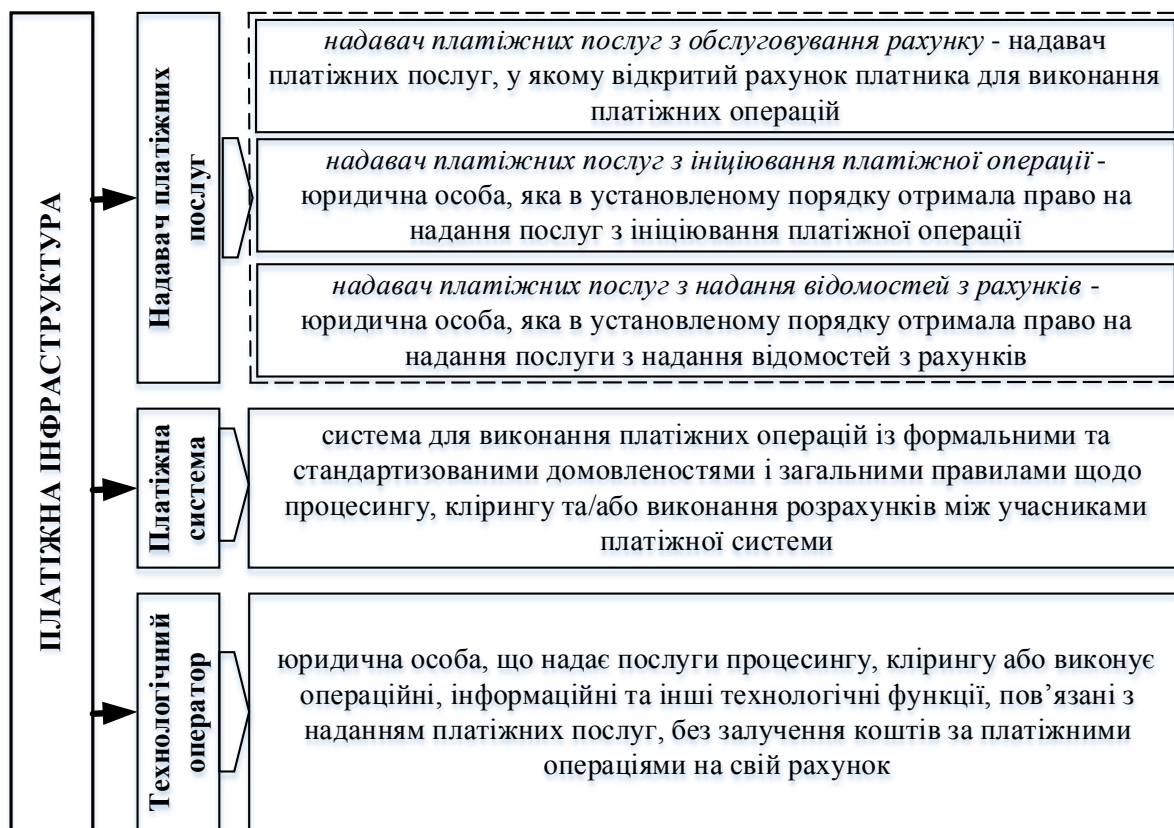 ПЛАТІЖНА ІНФРАСТРУКТУРА
Надавач платіжних
послуг
надавач платіжних послуг з обслуговування рахунку - надавач
платіжних послуг, у якому відкритий рахунок платника для виконання
платіжних операцій
надавач платіжних послуг з ініціювання платіжної операції -
юридична особа, яка в установленому порядку отримала право на
надання послуг з ініціювання платіжної операції
надавач платіжних послуг з надання відомостей з рахунків -
юридична особа, яка в установленому порядку отримала право на
надання послуги з надання відомостей з рахунків
Платіжна
система
система для виконання платіжних операцій із формальними та
стандартизованими домовленостями і загальними правилами щодо
процесингу, клірингу та/або виконання розрахунків між учасниками
платіжної системи
Технологічний
оператор
юридична особа, що надає послуги процесингу, клірингу або виконує
операційні, інформаційні та інші технологічні функції, пов’язані з
наданням платіжних послуг, без залучення коштів за платіжними
операціями на свій рахунок